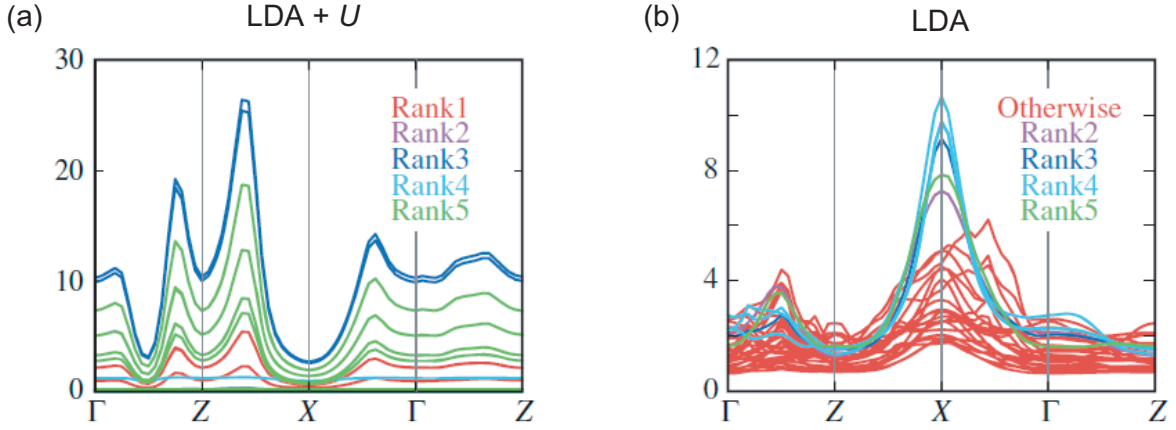 (a) LDA + U
30
20
10
0
Rank1
Rank2
Rank3
Rank4
Rank5
Γ Z X Γ Z
(b) LDA
12
8
4
0
Otherwise
Rank2
Rank3
Rank4
Rank5
Γ Z X Γ Z